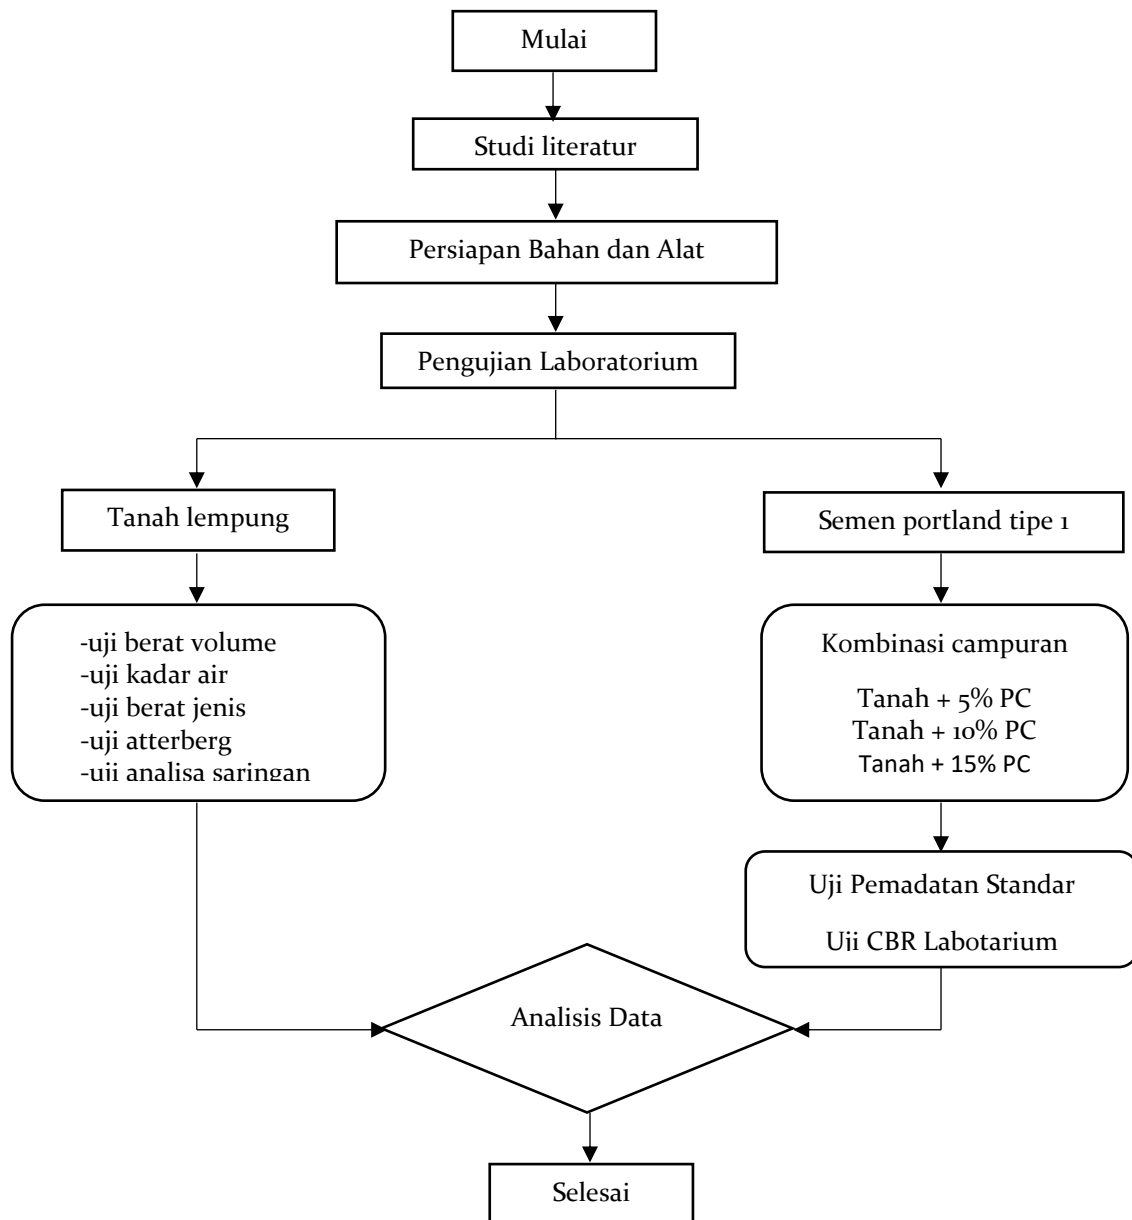 Mulai
Studi literatur
Persiapan Bahan dan Alat
Pengujian Laboratorium
Tanah lempung
-uji berat volume
-uji kadar air
-uji berat jenis
-uji atterberg
-uji analisa saringan
Semen portland tipe 1
Kombinasi campuran
Tanah + 5% PC
Tanah + 10% PC
Tanah + 15% PC
Uji Pemadatan Standar
Uji CBR Labotarium
Analisis Data
Selesai